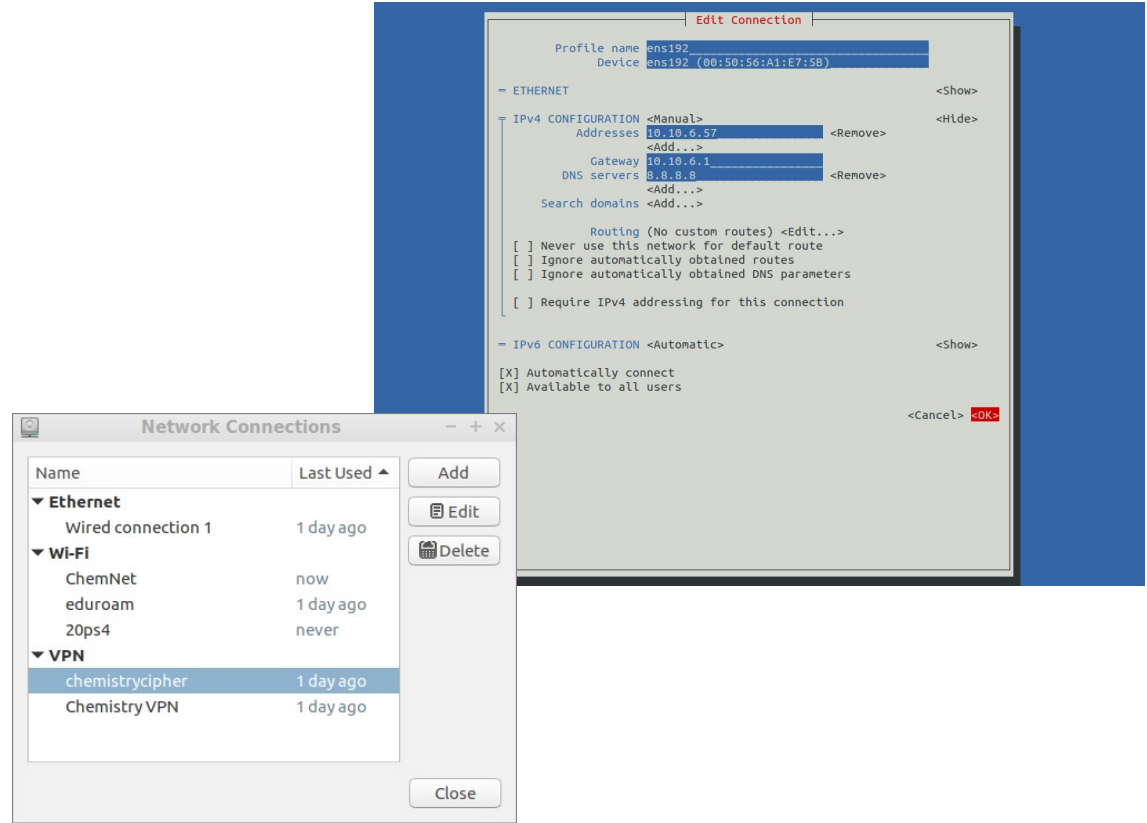 Edit Connection
Profile name ens192
Device ens192 (00:50:56:A1:E7:5B)
= ETHERNET <Show>
IPv4 CONFIGURATION <Manual> <Hide>
Addresses 10.10.6.57 <Remove>
<Add...>
Gateway 10.10.6.1
DNS servers 8.8.8.8 <Remove>
<Add...>
Search domains <Add...>
Routing (No custom routes) <Edit...>
[ ] Never use this network for default route
[ ] Ignore automatically obtained routes
[ ] Ignore automatically obtained DNS parameters
[ ] Require IPv4 addressing for this connection
= IPv6 CONFIGURATION <Automatic> <Show>
[X] Automatically connect
[X] Available to all users
<Cancel> <OK>
Network Connections
Name Last Used
Add
Ethernet
Edit
Wired connection 1 1 day ago
Wi-Fi
Delete
ChemNet now
eduroam 1 day ago
20ps4 never
VPN
chemistrycipher 1 day ago
Chemistry VPN 1 day ago
Close